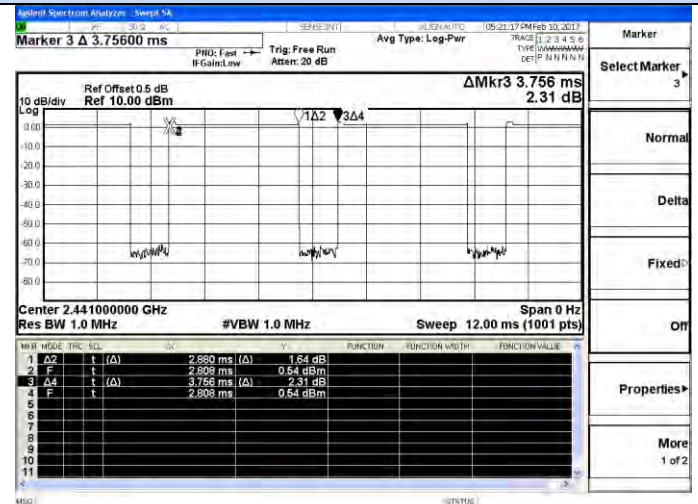 Agilent Spectrum Analyzer - Swept SA
RF 50 Ω AC SENSE:INT ALIGN AUTO 05:21:17 PM Feb 10, 2017
Marker 3 Δ 3.75600 ms
PNO: Fast
IFGain:Low
Trig: Free Run
Atten: 20 dB
Avg Type: Log-Pwr
TRACE 1 2 3 4 5 6
TYPE
DET P N N N N N
Marker
Select Marker
3
Normal
Delta
Fixed
Off
Properties
More
1 of 2
Ref Offset 0.5 dB
10 dB/div Ref 10.00 dBm
Log
ΔMkr3 3.756 ms
2.31 dB
1Δ2 3Δ4
0.00
-10.0
-20.0
-30.0
-40.0
-50.0
-60.0
-70.0
-80.0
Center 2.441000000 GHz Span 0 Hz
Res BW 1.0 MHz #VBW 1.0 MHz Sweep 12.00 ms (1001 pts)
MKR MODE TRC SCL X Y FUNCTION FUNCTION WIDTH FUNCTION VALUE
1 Δ2 t (Δ) 2.880 ms (Δ) 1.64 dB
2 F t 2.808 ms 0.54 dBm
3 Δ4 t (Δ) 3.756 ms (Δ) 2.31 dB
4 F t 2.808 ms 0.54 dBm
5
6
7
8
9
10
11
MSG STATUS